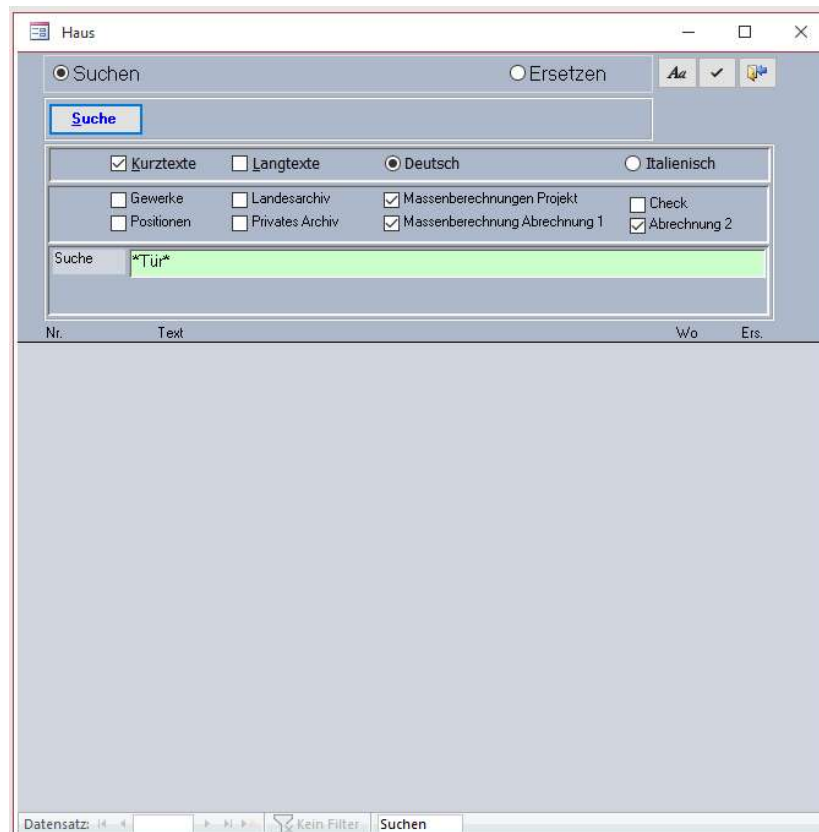 Haus
Suchen Ersetzen Aa
Suche
Kurztexte Langtexte Deutsch Italienisch
Gewerke Landesarchiv Massenberechnungen Projekt Check
Positionen Privates Archiv Massenberechnung Abrechnung 1 Abrechnung 2
Suche *Tür*
Nr. Text Wo Ers.
Datensatz: Kein Filter Suchen